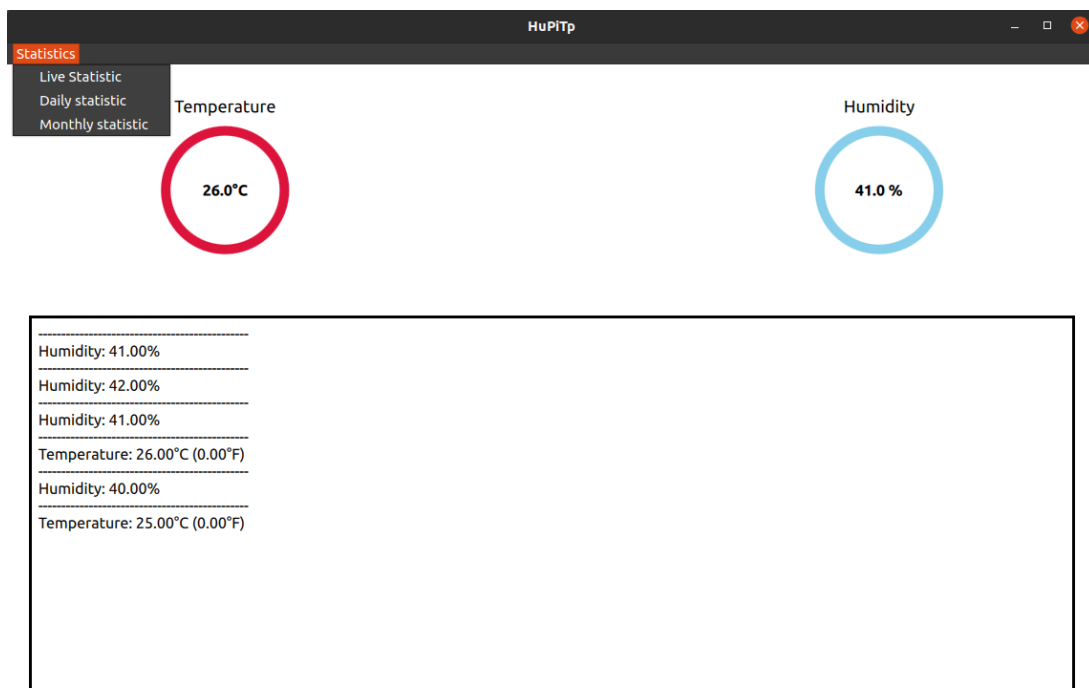 HuPiTp
Statistics
Live Statistic
Daily statistic
Monthly statistic
Temperature
Humidity
26.0°C
41.0 %
----------------------------------------------
Humidity: 41.00%
----------------------------------------------
Humidity: 42.00%
----------------------------------------------
Humidity: 41.00%
----------------------------------------------
Temperature: 26.00°C (0.00°F)
----------------------------------------------
Humidity: 40.00%
----------------------------------------------
Temperature: 25.00°C (0.00°F)